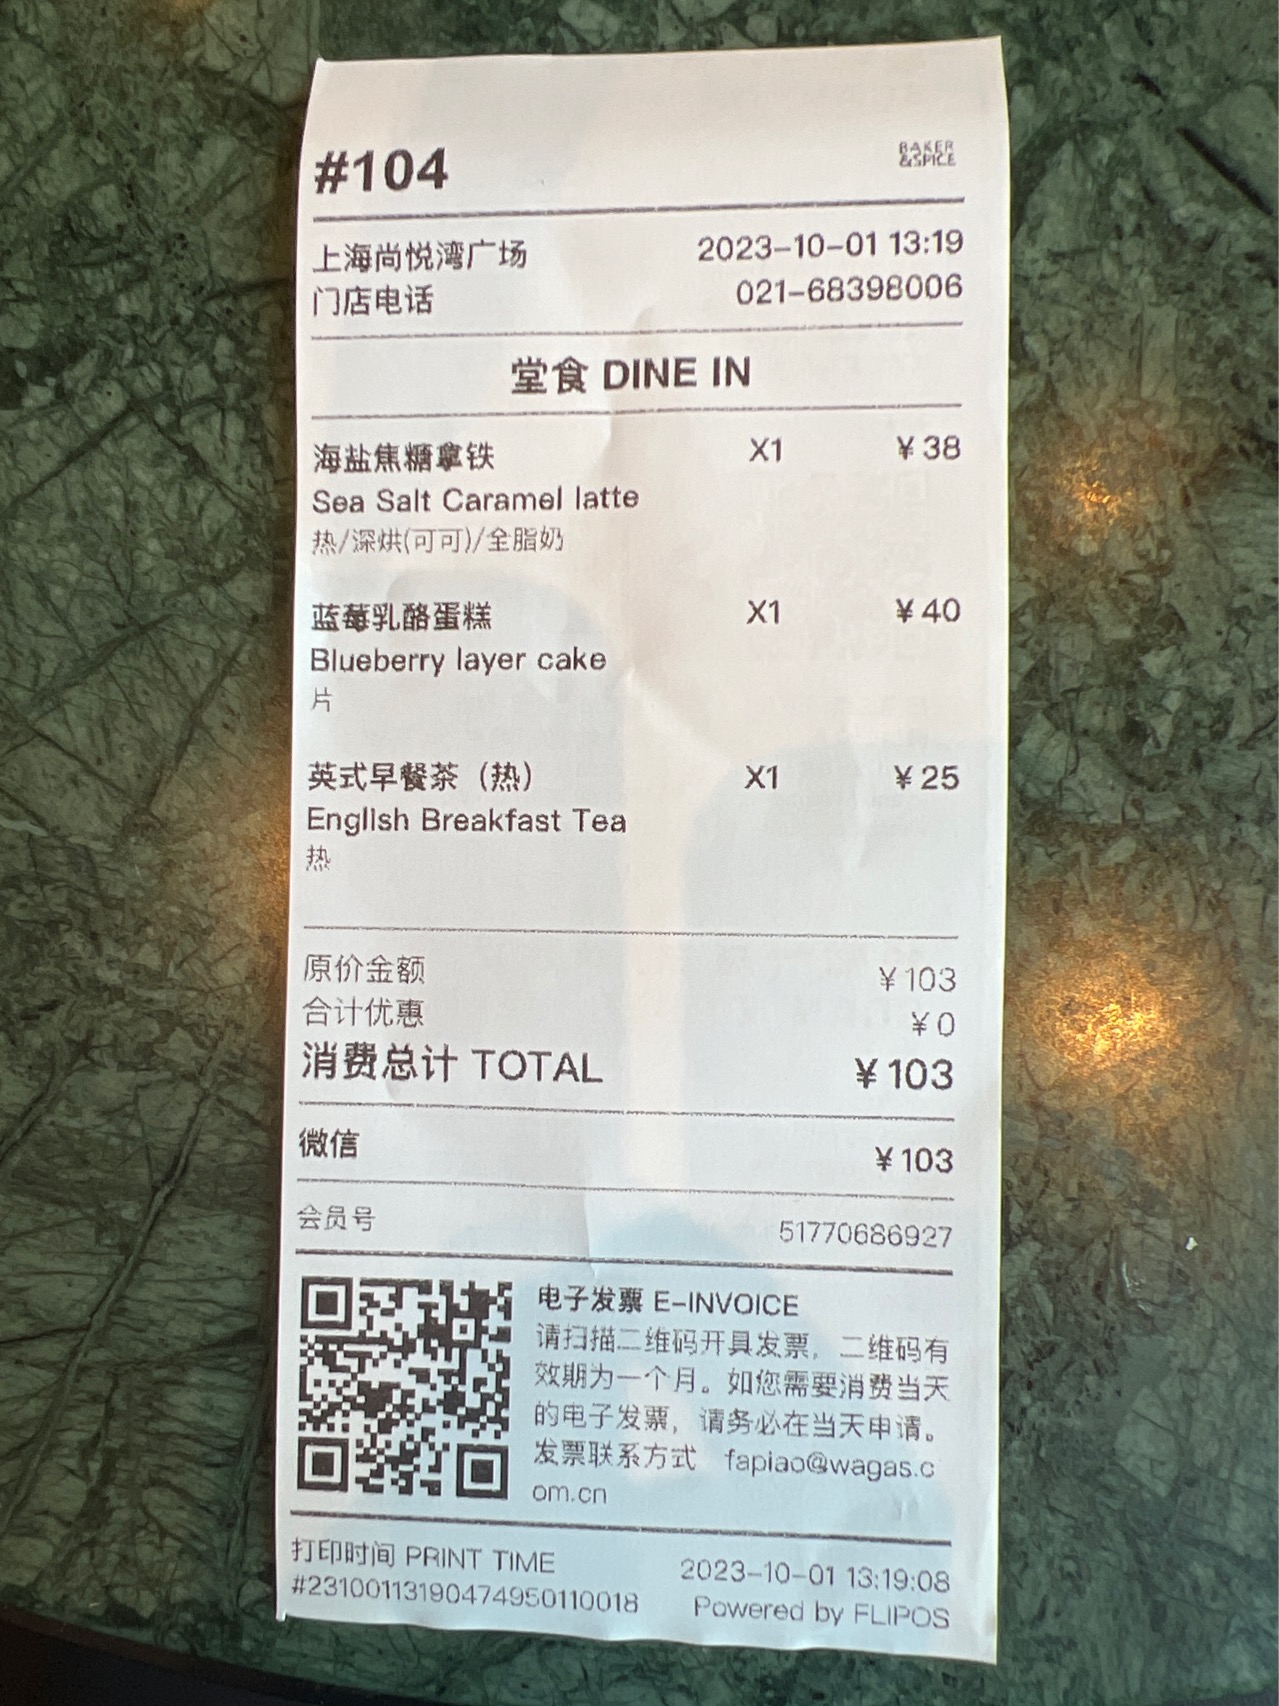 #104
BAKER
&SPICE
上海尚悦湾广场 2023-10-01 13:19
门店电话 021-68398006
堂食 DINE IN
海盐焦糖拿铁 X1 ¥38
Sea Salt Caramel latte
热/深烘(可可)/全脂奶
蓝莓乳酪蛋糕 X1 ¥40
Blueberry layer cake
片
英式早餐茶（热） X1 ¥25
English Breakfast Tea
热
原价金额 ¥103
合计优惠 ¥0
消费总计 TOTAL ¥103
微信 ¥103
会员号 51770686927
电子发票 E-INVOICE
请扫描二维码开具发票，二维码有
效期为一个月。如您需要消费当天
的电子发票，请务必在当天申请。
发票联系方式 fapiao@wagas.c
om.cn
打印时间 PRINT TIME 2023-10-01 13:19:08
#23100113190474950110018 Powered by FLIPOS